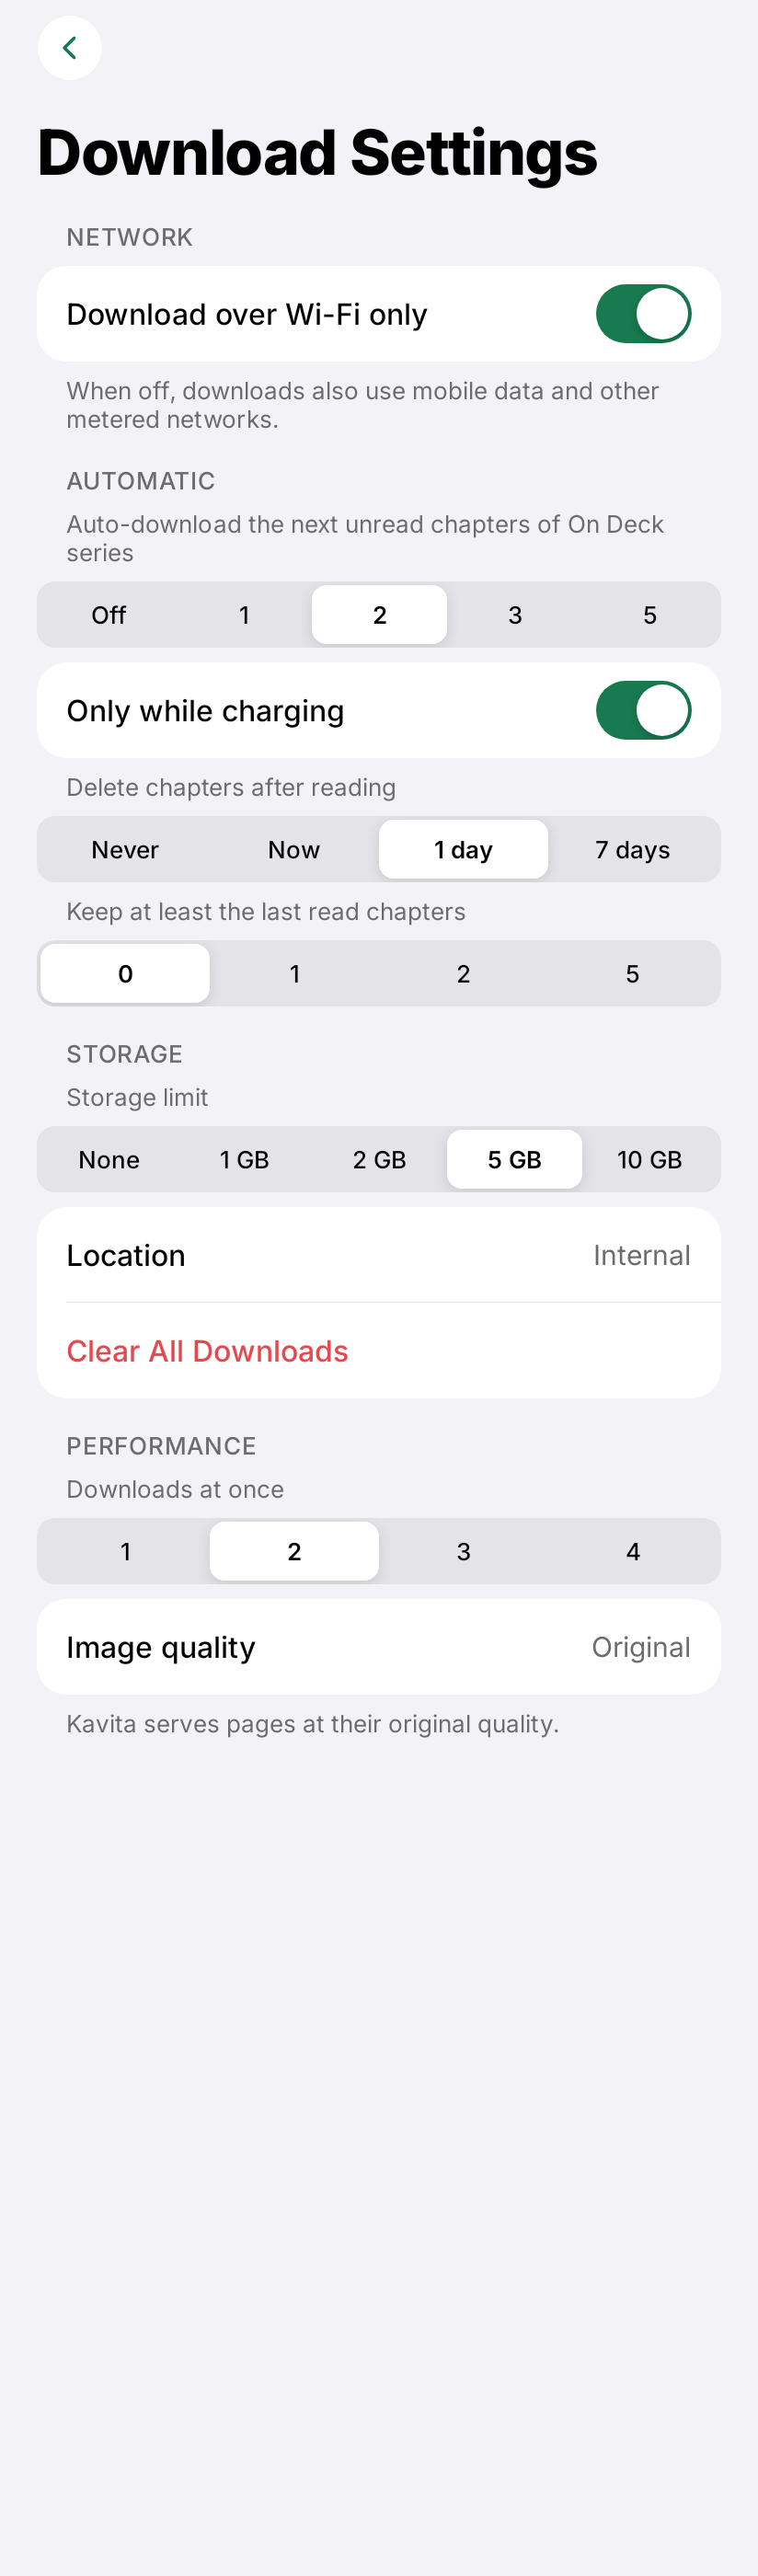 Download Settings
NETWORK
Download over Wi-Fi only
When off, downloads also use mobile data and other
metered networks.
AUTOMATIC
Auto-download the next unread chapters of On Deck
series
Off 1 2 3 5
Only while charging
Delete chapters after reading
Never Now 1 day 7 days
Keep at least the last read chapters
0 1 2 5
STORAGE
Storage limit
None 1 GB 2 GB 5 GB 10 GB
Location Internal
Clear All Downloads
PERFORMANCE
Downloads at once
1 2 3 4
Image quality Original
Kavita serves pages at their original quality.